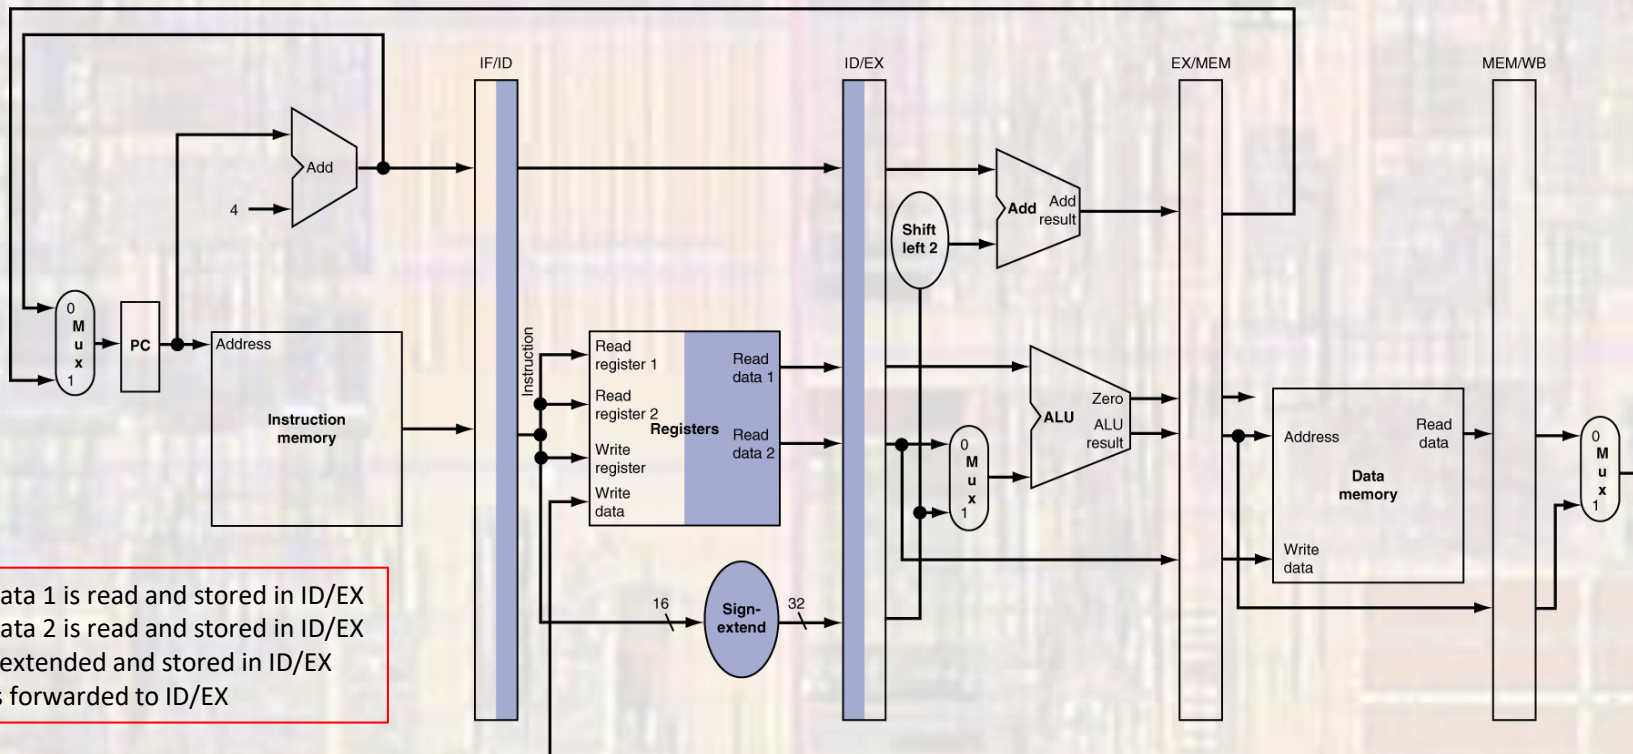 IF/ID
ID/EX
EX/MEM
MEM/WB
Add
4
Add
Add
result
Shift
left 2
0
M
u
x
1
PC
Address
Instruction
memory
Instruction
Read
register 1
Read
register 2
Write
register
Write
data
Registers
Read
data 1
Read
data 2
16
Sign-
extend
32
0
M
u
x
1
ALU
Zero
ALU
result
Address
Read
data
Data
memory
Write
data
0
M
u
x
1
ata 1 is read and stored in ID/EX
ata 2 is read and stored in ID/EX
extended and stored in ID/EX
s forwarded to ID/EX